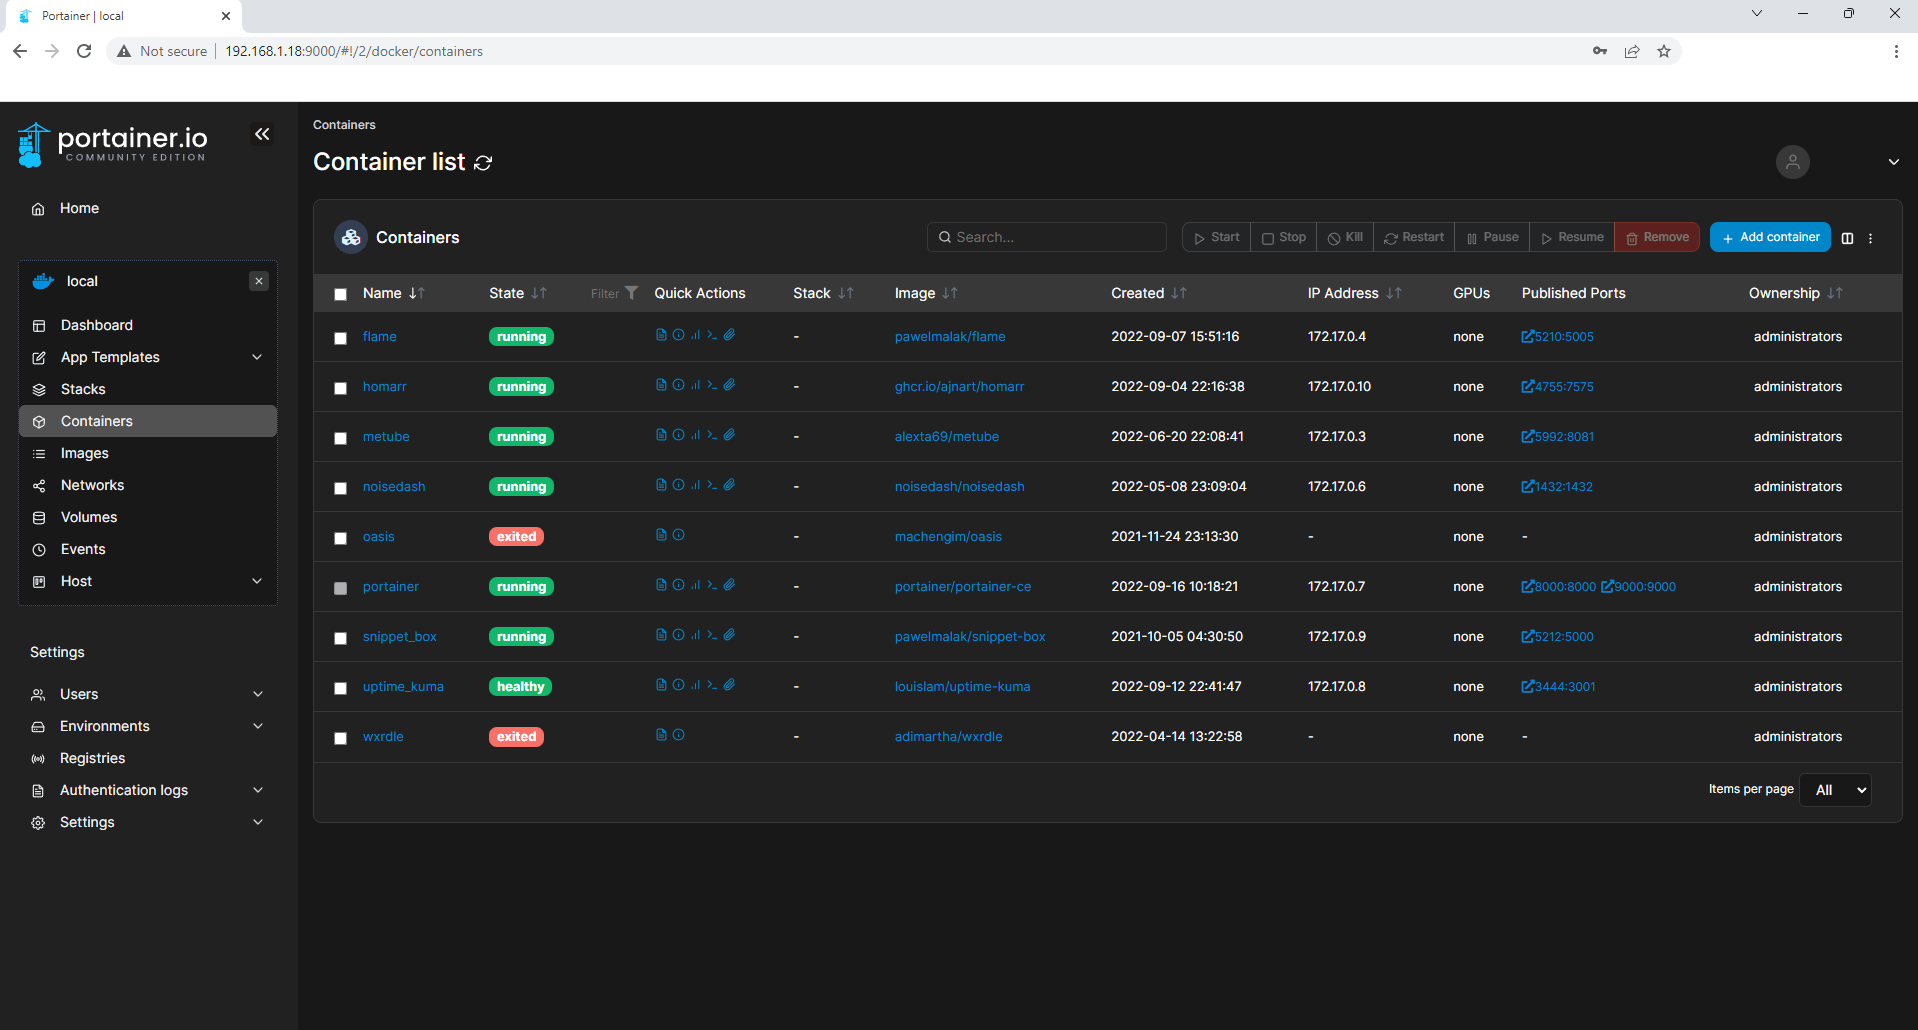 Portainer | local
Not secure 192.168.1.18:9000/#!/2/docker/containers
portainer.io
COMMUNITY EDITION
Home
local
Dashboard
App Templates
Stacks
Containers
Images
Networks
Volumes
Events
Host
Settings
Users
Environments
Registries
Authentication logs
Settings
Containers
Container list
Containers
Search... Start Stop Kill Restart Pause Resume Remove + Add container
Name State Filter Quick Actions Stack Image Created IP Address GPUs Published Ports Ownership
flame running - pawelmalak/flame 2022-09-07 15:51:16 172.17.0.4 none 5210:5005 administrators
homarr running - ghcr.io/ajnart/homarr 2022-09-04 22:16:38 172.17.0.10 none 4755:7575 administrators
metube running - alexta69/metube 2022-06-20 22:08:41 172.17.0.3 none 5992:8081 administrators
noisedash running - noisedash/noisedash 2022-05-08 23:09:04 172.17.0.6 none 1432:1432 administrators
oasis exited - machengim/oasis 2021-11-24 23:13:30 - none - administrators
portainer running - portainer/portainer-ce 2022-09-16 10:18:21 172.17.0.7 none 8000:8000 9000:9000 administrators
snippet_box running - pawelmalak/snippet-box 2021-10-05 04:30:50 172.17.0.9 none 5212:5000 administrators
uptime_kuma healthy - louislam/uptime-kuma 2022-09-12 22:41:47 172.17.0.8 none 3444:3001 administrators
wxrdle exited - adimartha/wxrdle 2022-04-14 13:22:58 - none - administrators
Items per page All